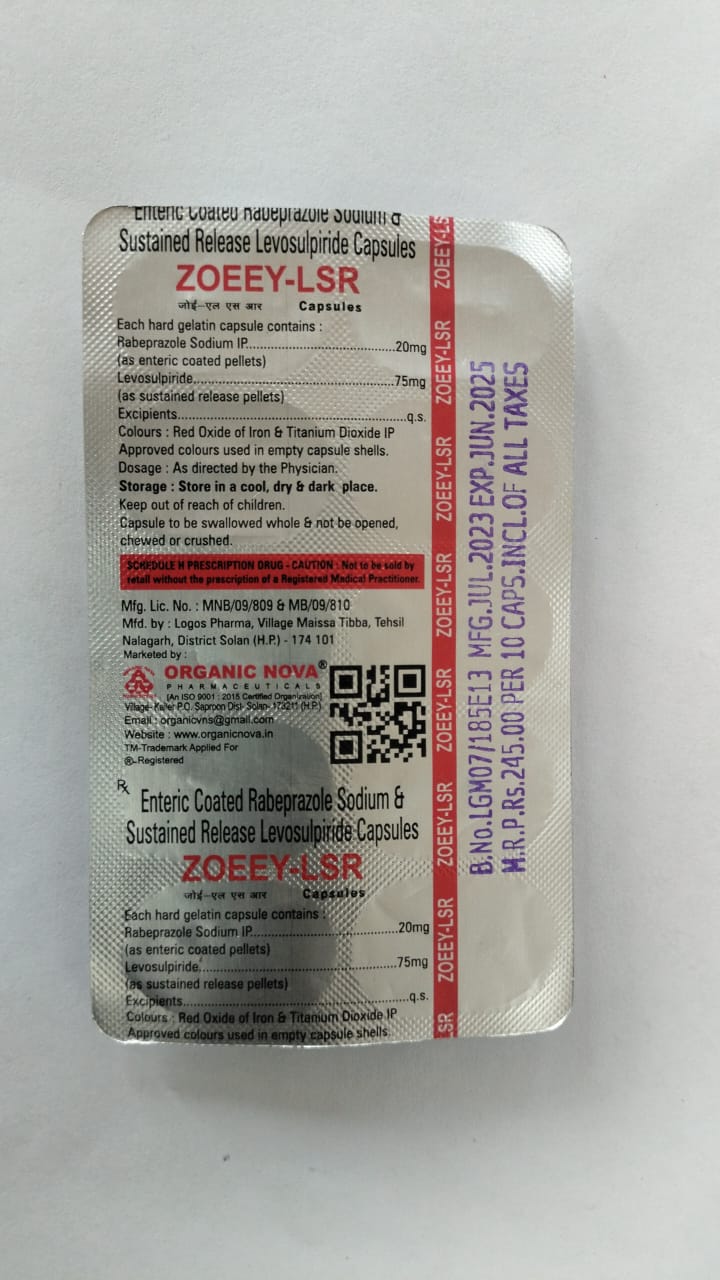 Enteric Coated Rabeprazole Sodium &
Sustained Release Levosulpiride Capsules
ZOEEY-LSR
जोई-एल एस आर Capsules
Each hard gelatin capsule contains :
Rabeprazole Sodium IP.....................................20mg
(as enteric coated pellets)
Levosulpiride.....................................................75mg
(as sustained release pellets)
Excipients............................................................q.s.
Colours : Red Oxide of Iron & Titanium Dioxide IP
Approved colours used in empty capsule shells.
Dosage : As directed by the Physician.
Storage : Store in a cool, dry & dark place.
Keep out of reach of children.
Capsule to be swallowed whole & not be opened,
chewed or crushed.
SCHEDULE H PRESCRIPTION DRUG - CAUTION : Not to be sold by
retail without the prescription of a Registered Medical Practitioner.
Mfg. Lic. No. : MNB/09/809 & MB/09/810
Mfd. by : Logos Pharma, Village Maissa Tibba, Tehsil
Nalagarh, District Solan (H.P.) - 174 101
Marketed by :
ORGANIC NOVA®
PHARMACEUTICALS
(An ISO 9001 : 2015 Certified Organization)
Village- Kailer P.O. Saproon Dist- Solan- 173211 (H.P.)
Email : organicvns@gmail.com
Website : www.organicnova.in
TM-Trademark Applied For
®-Registered
Rx
Enteric Coated Rabeprazole Sodium &
Sustained Release Levosulpiride Capsules
ZOEEY-LSR
जोई-एल एस आर Capsules
Each hard gelatin capsule contains :
Rabeprazole Sodium IP.....................................20mg
(as enteric coated pellets)
Levosulpiride.....................................................75mg
(as sustained release pellets)
Excipients............................................................q.s.
Colours : Red Oxide of Iron & Titanium Dioxide IP
Approved colours used in empty capsule shells.
LSR
ZOEEY-LSR
ZOEEY-LSR
ZOEEY-LSR
ZOEEY-LSR
ZOEEY-LSR
ZOEEY-LSR
ZOEEY-LS
B.No.LGM07/185E13 MFG.JUL.2023 EXP.JUN.2025
M.R.P.Rs.245.00 PER 10 CAPS.INCL.OF ALL TAXES